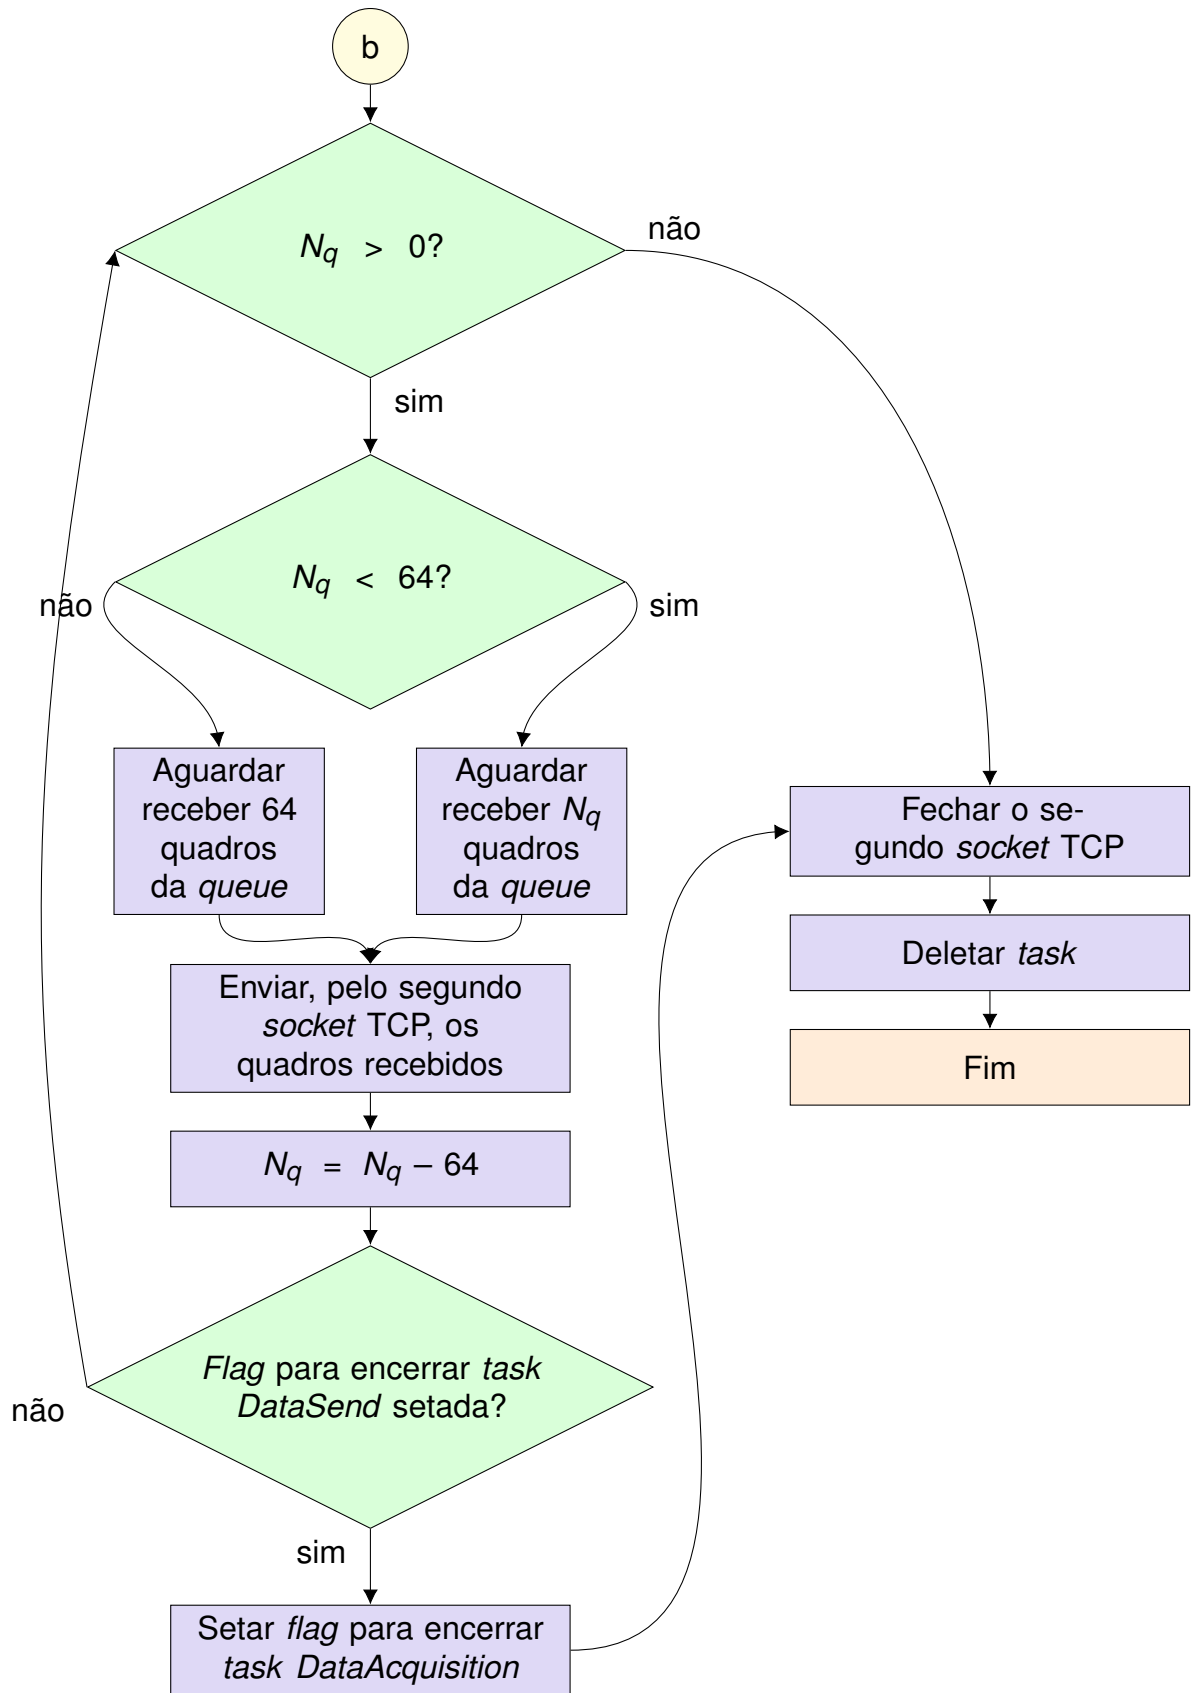 b
N_q > 0?
não
sim
N_q < 64?
não
sim
Aguardar
receber 64
quadros
da queue
Aguardar
receber N_q
quadros
da queue
Enviar, pelo segundo
socket TCP, os
quadros recebidos
N_q = N_q – 64
Flag para encerrar task
DataSend setada?
não
sim
Setar flag para encerrar
task DataAcquisition
Fechar o se-
gundo socket TCP
Deletar task
Fim